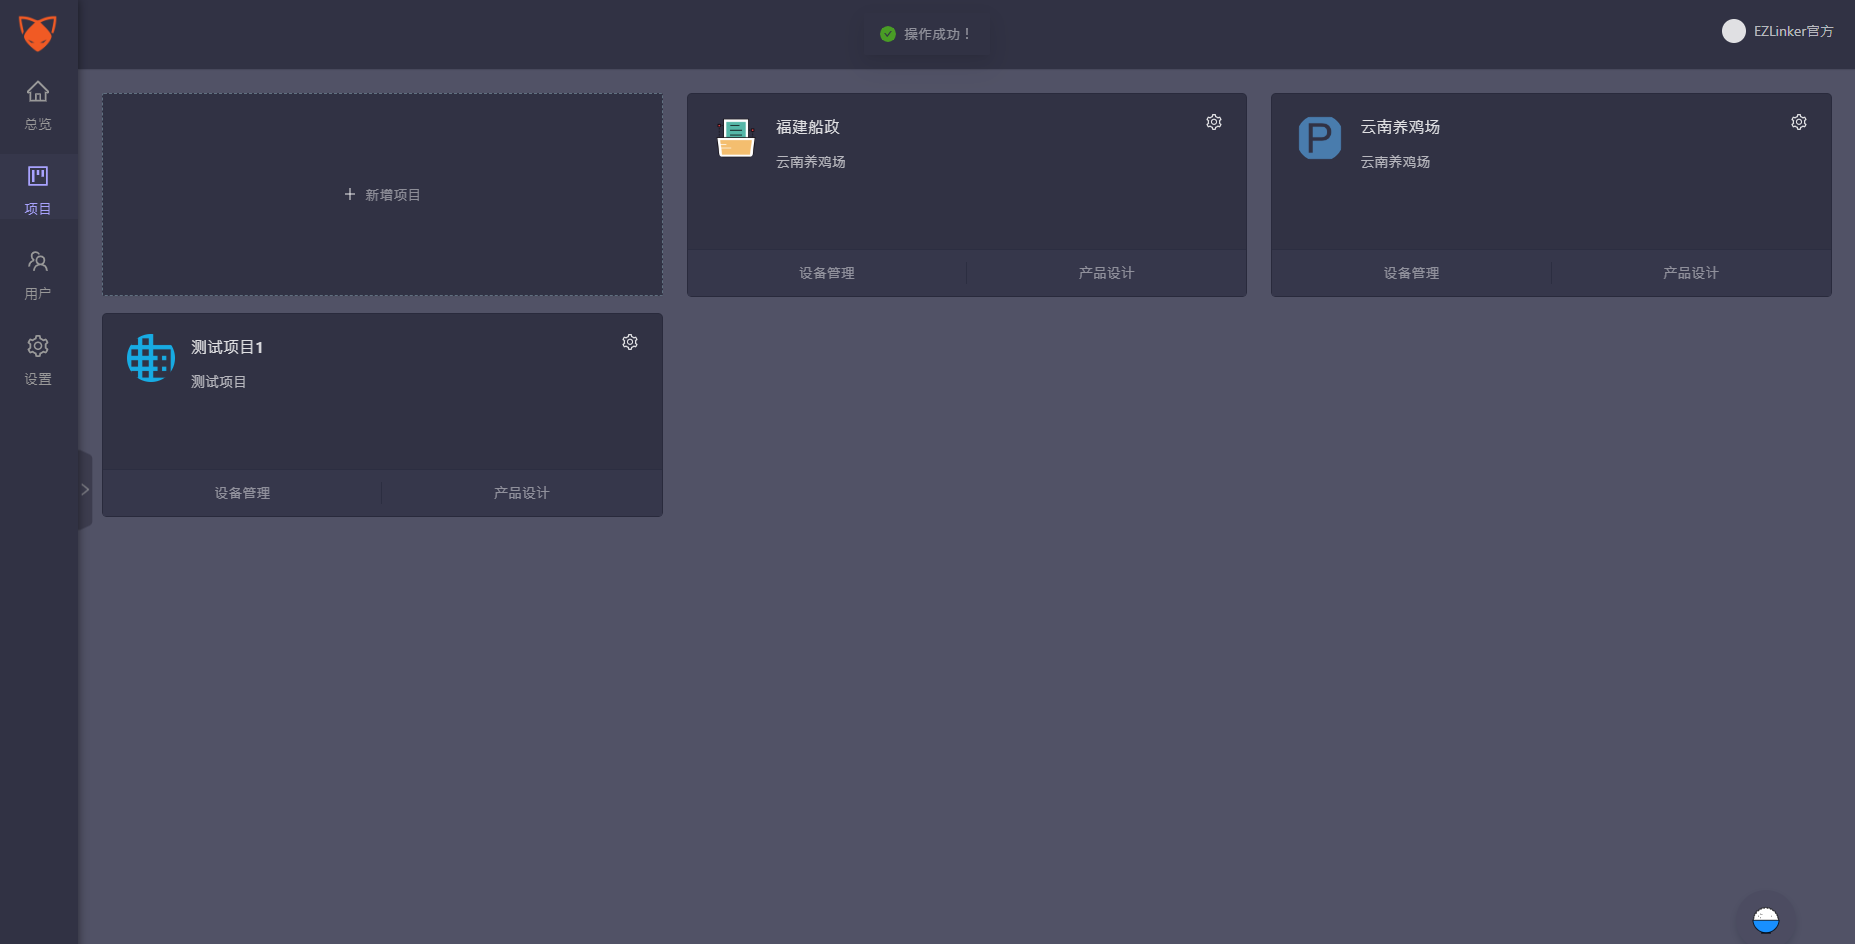 操作成功！
EZLinker官方
总览
项目
用户
设置
新增项目
福建船政
云南养鸡场
设备管理
产品设计
云南养鸡场
云南养鸡场
设备管理
产品设计
测试项目1
测试项目
设备管理
产品设计